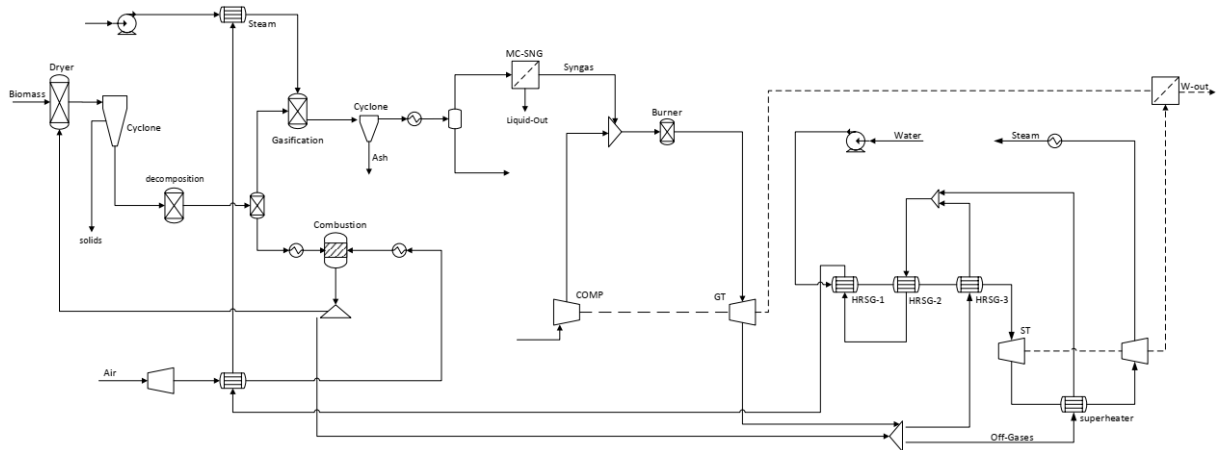 Steam
MC-SNG
Dryer
Syngas
W-out
Biomass
Cyclone
Burner
Cyclone
Liquid-Out
Gasification
Water
Steam
Ash
decomposition
Combustion
solids
COMP
GT
HRSG-1
HRSG-2
HRSG-3
ST
Air
superheater
Off-Gases